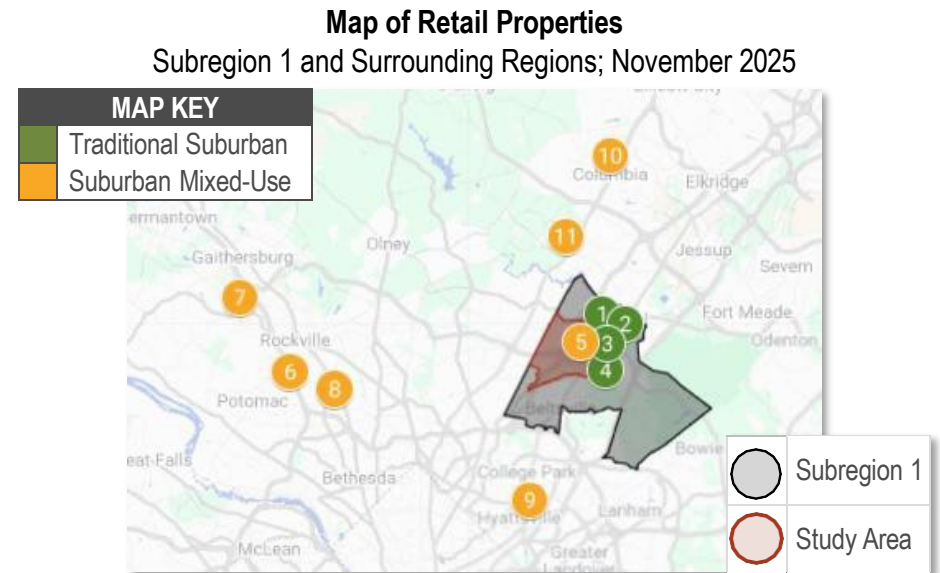 Map of Retail Properties
Subregion 1 and Surrounding Regions; November 2025
MAP KEY
Traditional Suburban
Suburban Mixed-Use
10
Columbia
Elkridge
ermantown
11
Olney
Jessup
Gaithersburg
Severn
7
1
Fort Meade
2
Rockville
5
3
Odenton
6
4
8
Potomac
Beltsville
eat Falls
Bethesda
College Park
Bowie
Subregion 1
9
Hyattsville
Lanham
Study Area
McLean
Greater
Landover